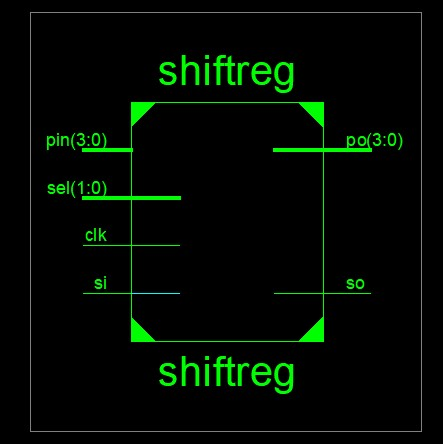 shiftreg
pin(3:0)
po(3:0)
sel(1:0)
clk
si
so
shiftreg